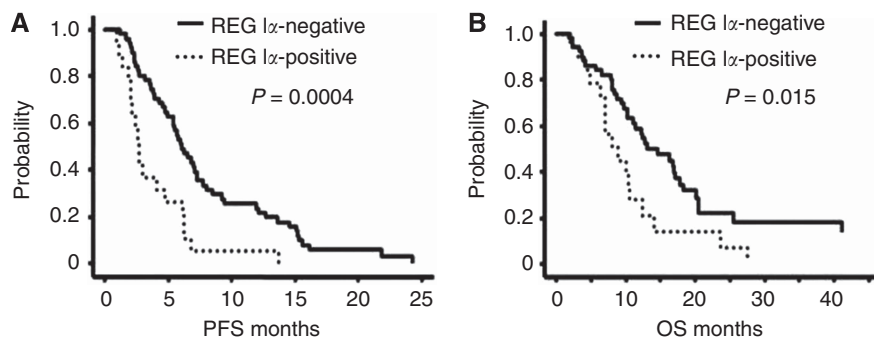 A
REG Iα-negative
REG Iα-positive
P = 0.0004
Probability
1.0
0.8
0.6
0.4
0.2
0
0 5 10 15 20 25
PFS months
B
REG Iα-negative
REG Iα-positive
P = 0.015
Probability
1.0
0.8
0.6
0.4
0.2
0
0 10 20 30 40
OS months